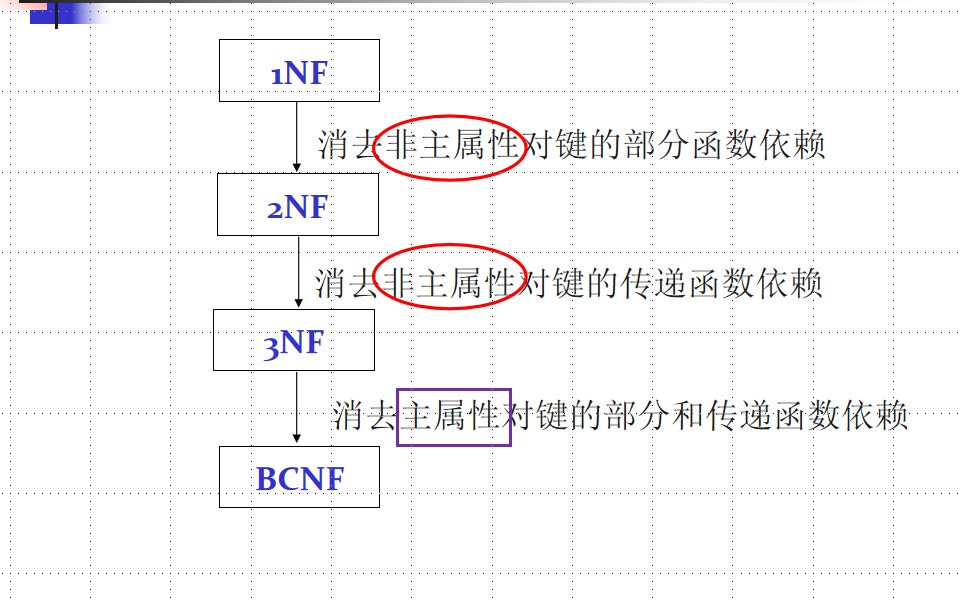 1NF
消去非主属性对键的部分函数依赖
2NF
消去非主属性对键的传递函数依赖
3NF
消去主属性对键的部分和传递函数依赖
BCNF